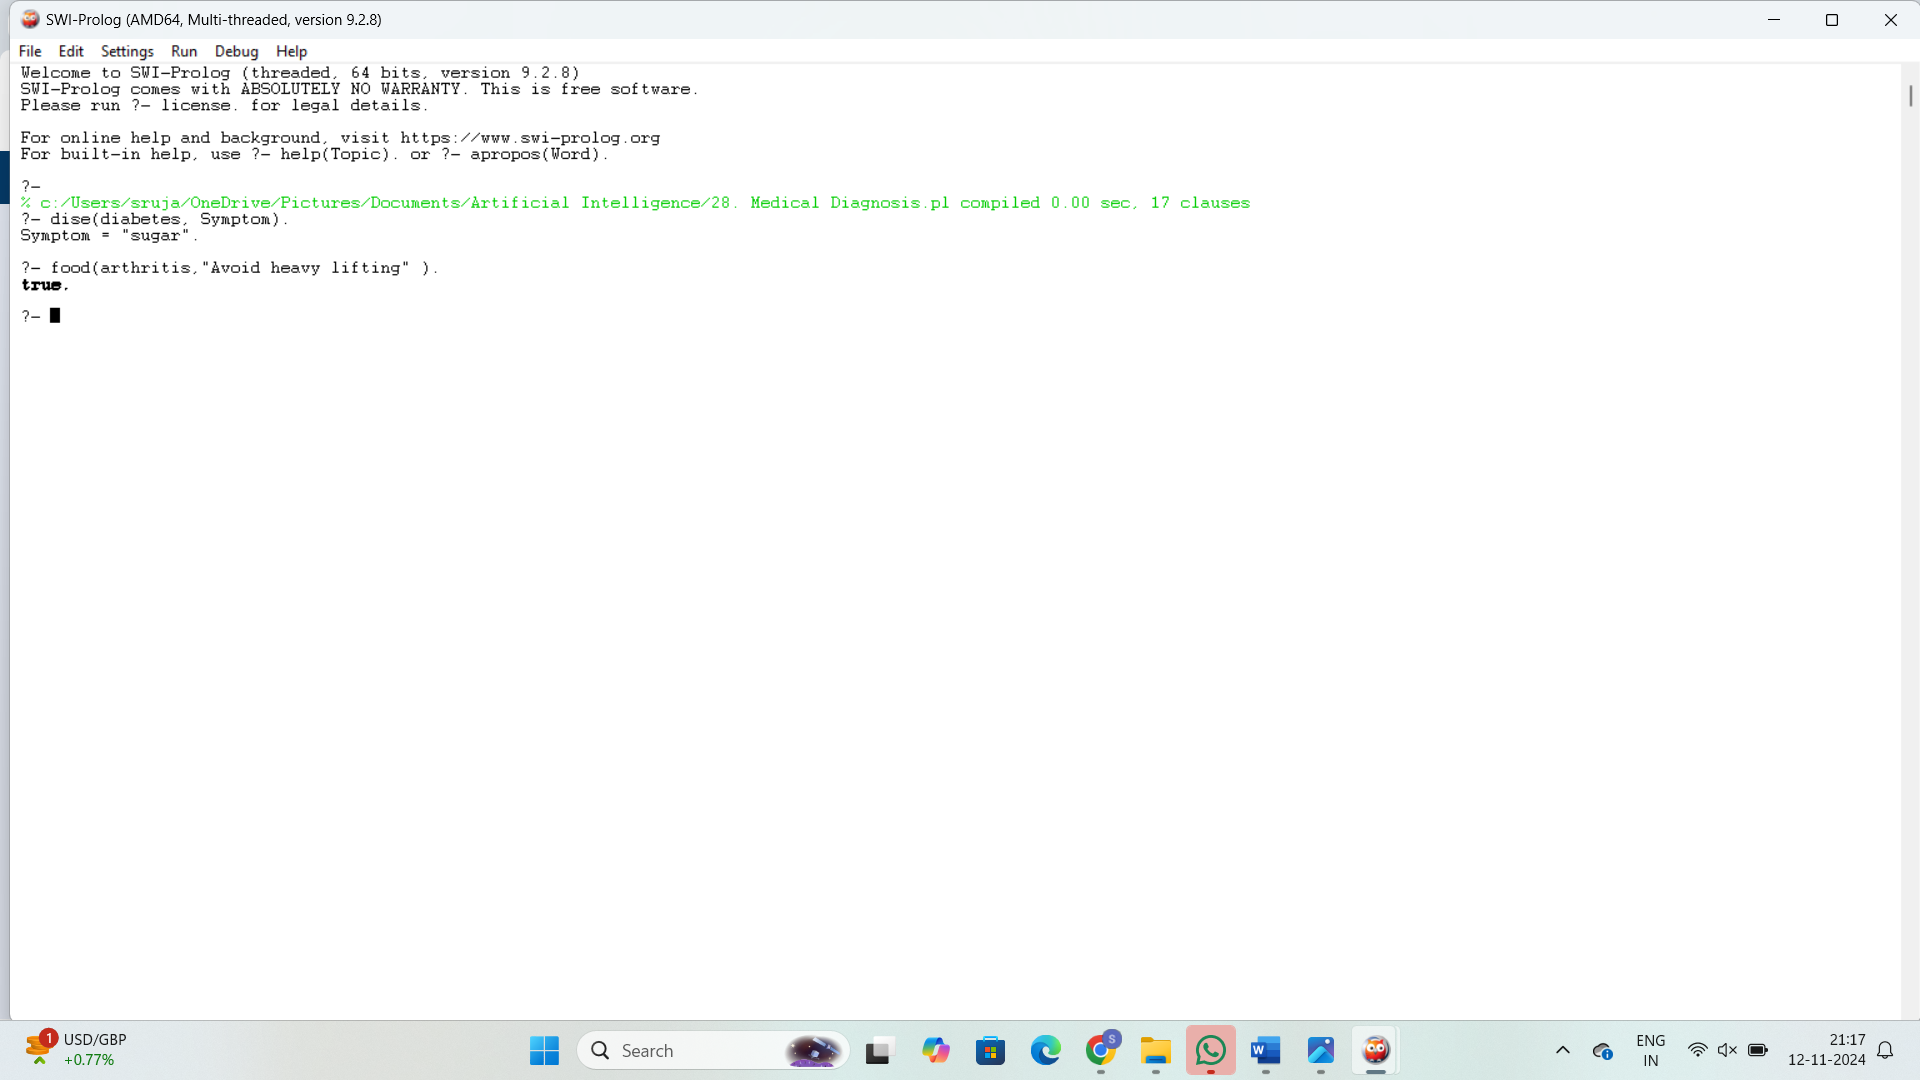 SWI-Prolog (AMD64, Multi-threaded, version 9.2.8)
File Edit Settings Run Debug Help
Welcome to SWI-Prolog (threaded, 64 bits, version 9.2.8)
SWI-Prolog comes with ABSOLUTELY NO WARRANTY. This is free software.
Please run ?- license. for legal details.
For online help and background, visit https://www.swi-prolog.org
For built-in help, use ?- help(Topic). or ?- apropos(Word).
?-
% c:/Users/sruja/OneDrive/Pictures/Documents/Artificial Intelligence/28. Medical Diagnosis.pl compiled 0.00 sec, 17 clauses
?- dise(diabetes, Symptom).
Symptom = "sugar".
?- food(arthritis,"Avoid heavy lifting" ).
true.
?-
1 USD/GBP
+0.77%
Search
S
W
ENG
IN
21:17
12-11-2024